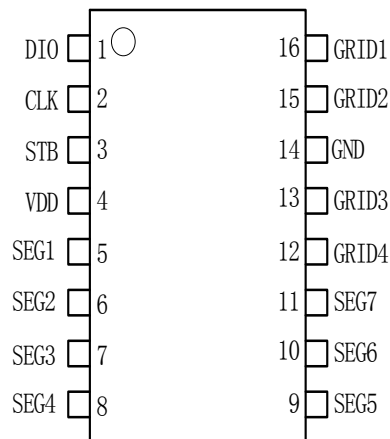 DIO 1 16 GRID1
CLK 2 15 GRID2
STB 3 14 GND
VDD 4 13 GRID3
SEG1 5 12 GRID4
SEG2 6 11 SEG7
SEG3 7 10 SEG6
SEG4 8 9 SEG5